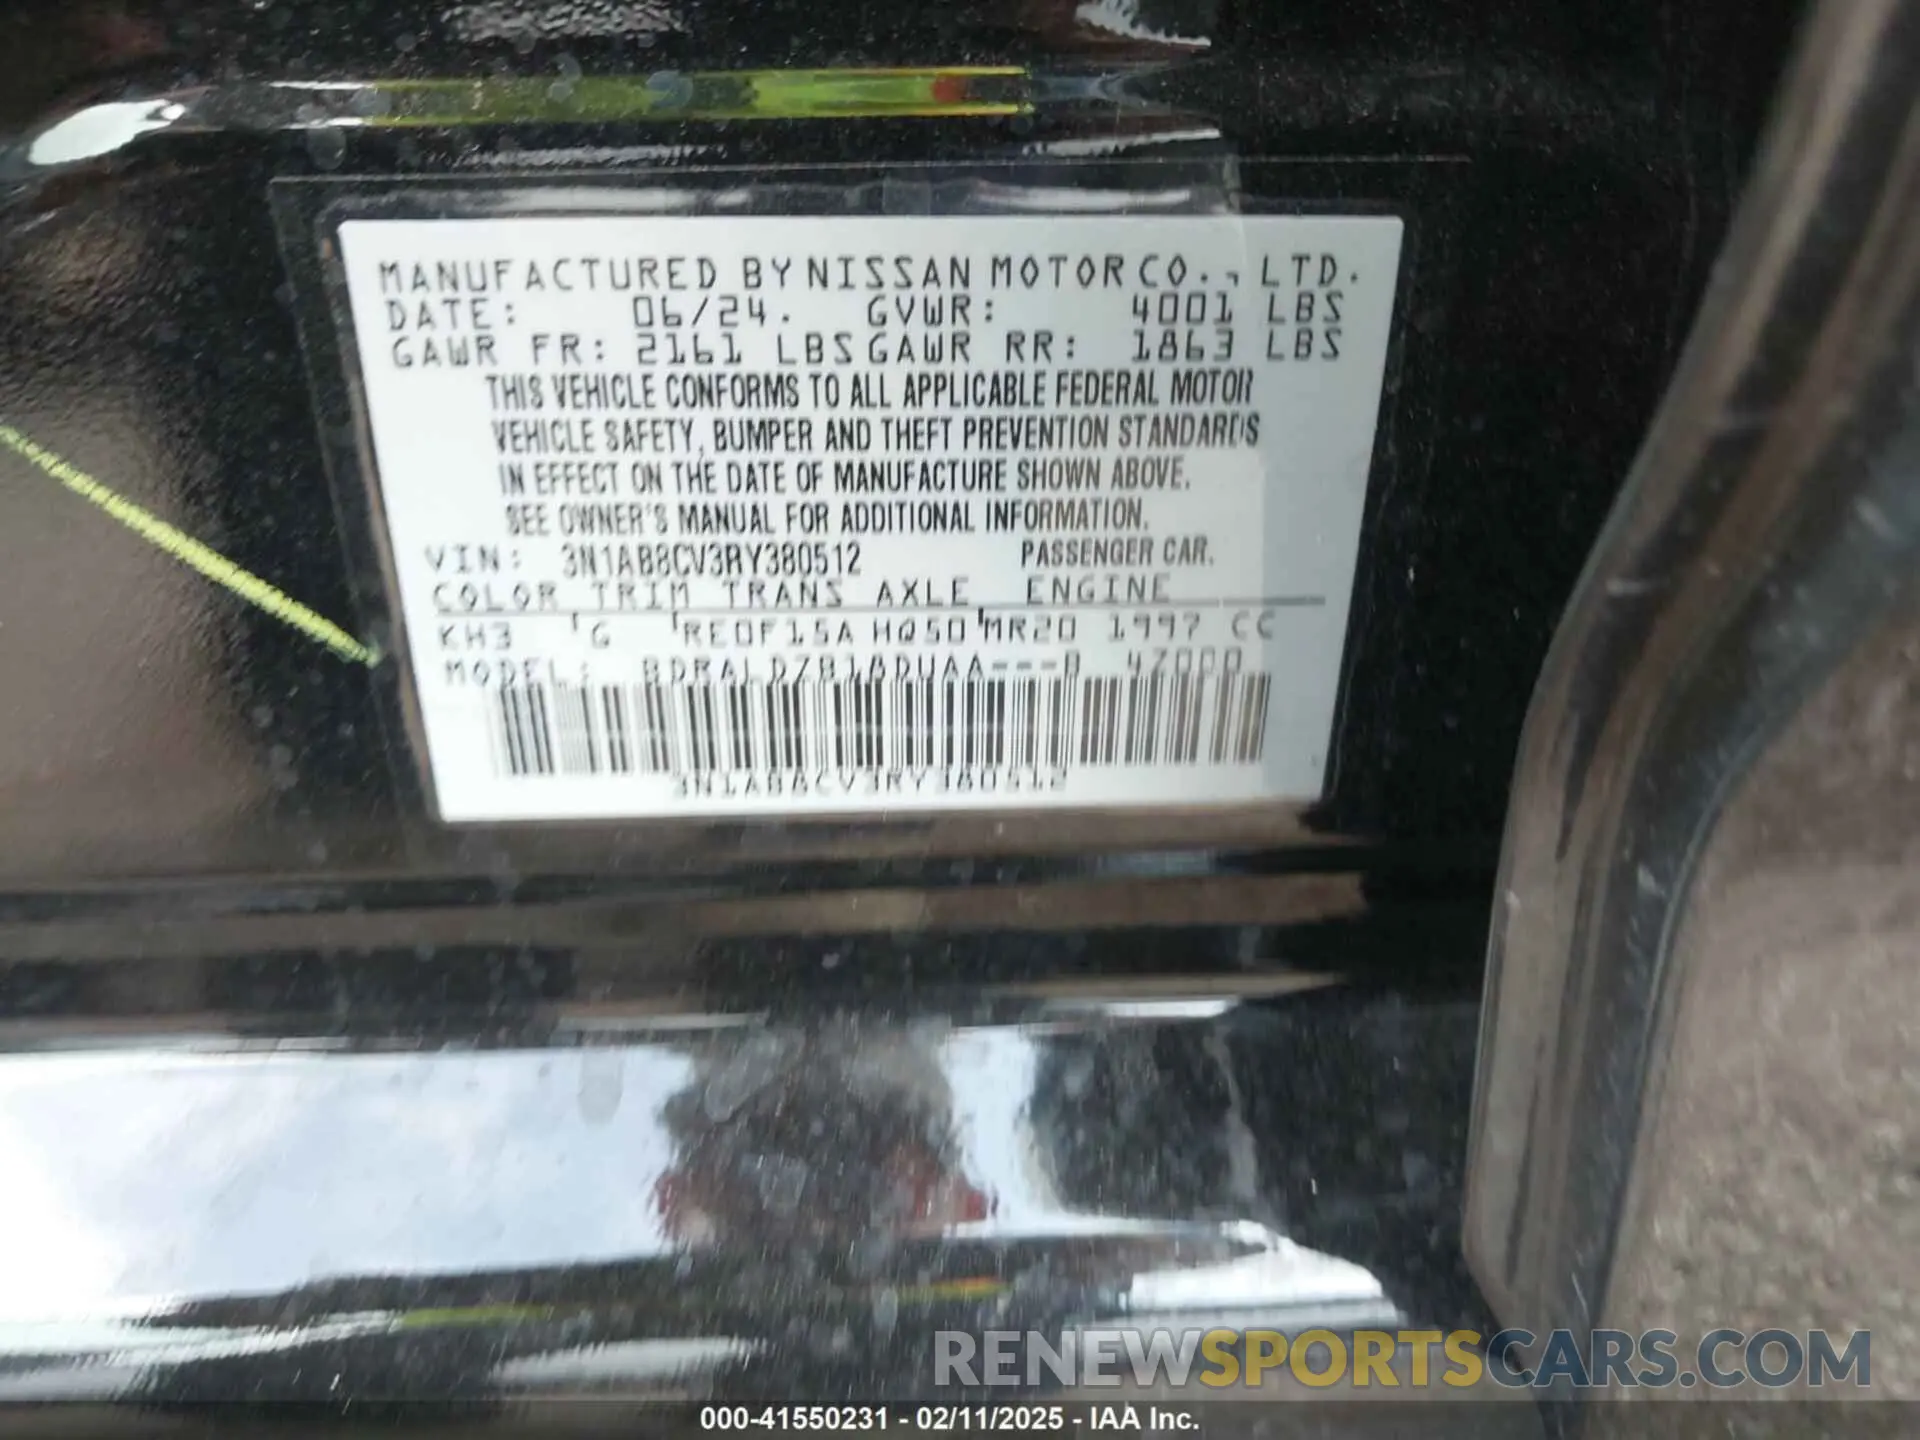 MANUFACTURED BY NISSAN MOTOR CO., LTD.
DATE: 06/24. GVWR: 4001 LBS
GAWR FR: 2161 LBS GAWR RR: 1863 LBS
THIS VEHICLE CONFORMS TO ALL APPLICABLE FEDERAL MOTOR
VEHICLE SAFETY, BUMPER AND THEFT PREVENTION STANDARDS
IN EFFECT ON THE DATE OF MANUFACTURE SHOWN ABOVE.
SEE OWNER'S MANUAL FOR ADDITIONAL INFORMATION.
VIN: 3N1AB8CV3RY380512 PASSENGER CAR.
COLOR TRIM TRANS AXLE ENGINE
KH3 G RE0F15A HQ50 MR20 1997 CC
MODEL:
3N1AB8CV3RY380512
RENEWSPORTSCARS.COM
000-41550231 - 02/11/2025 - IAA Inc.